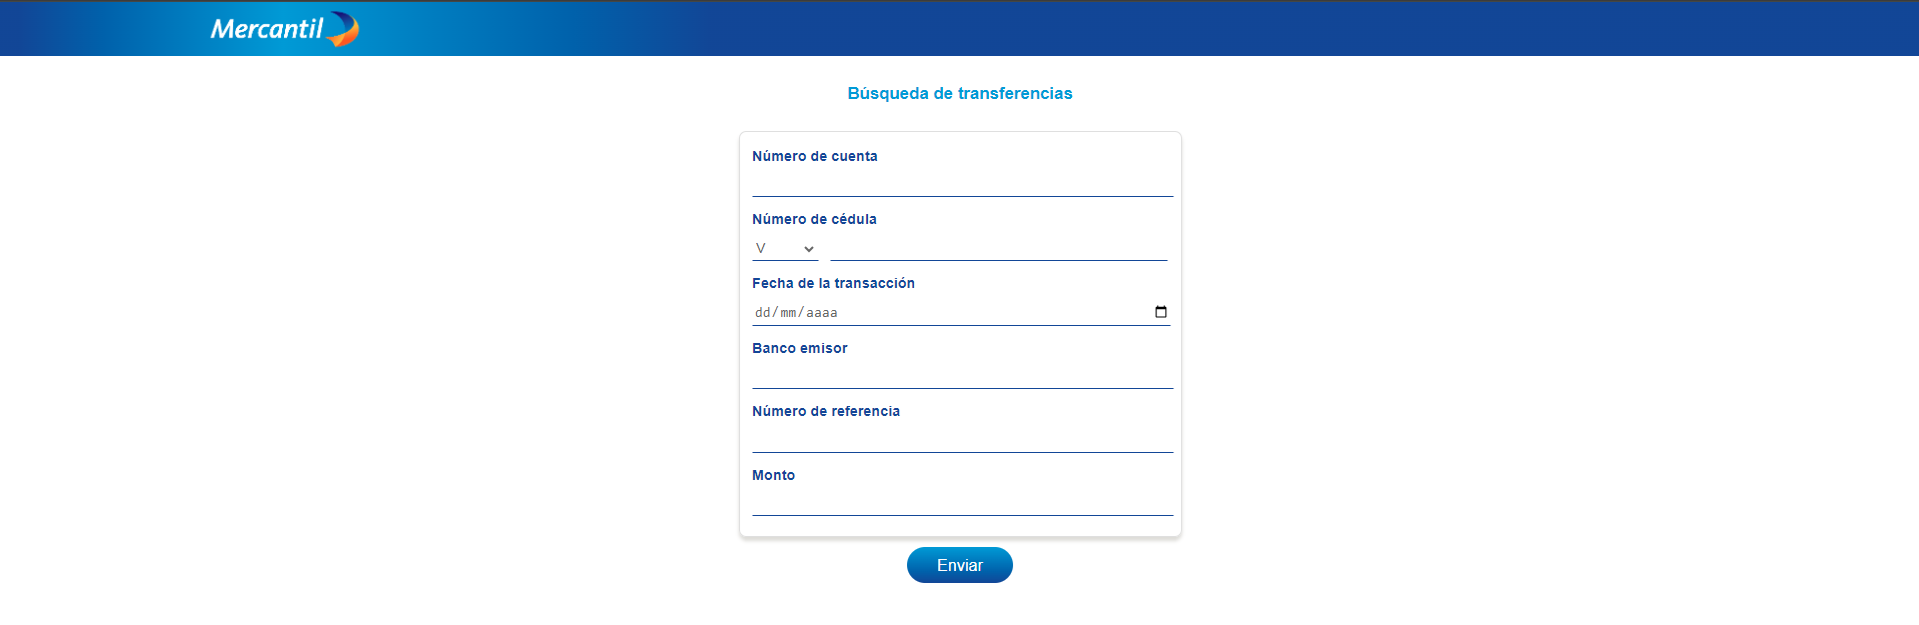 Mercantil
Búsqueda de transferencias
Número de cuenta
Número de cédula
V
Fecha de la transacción
dd/mm/aaaa
Banco emisor
Número de referencia
Monto
Enviar